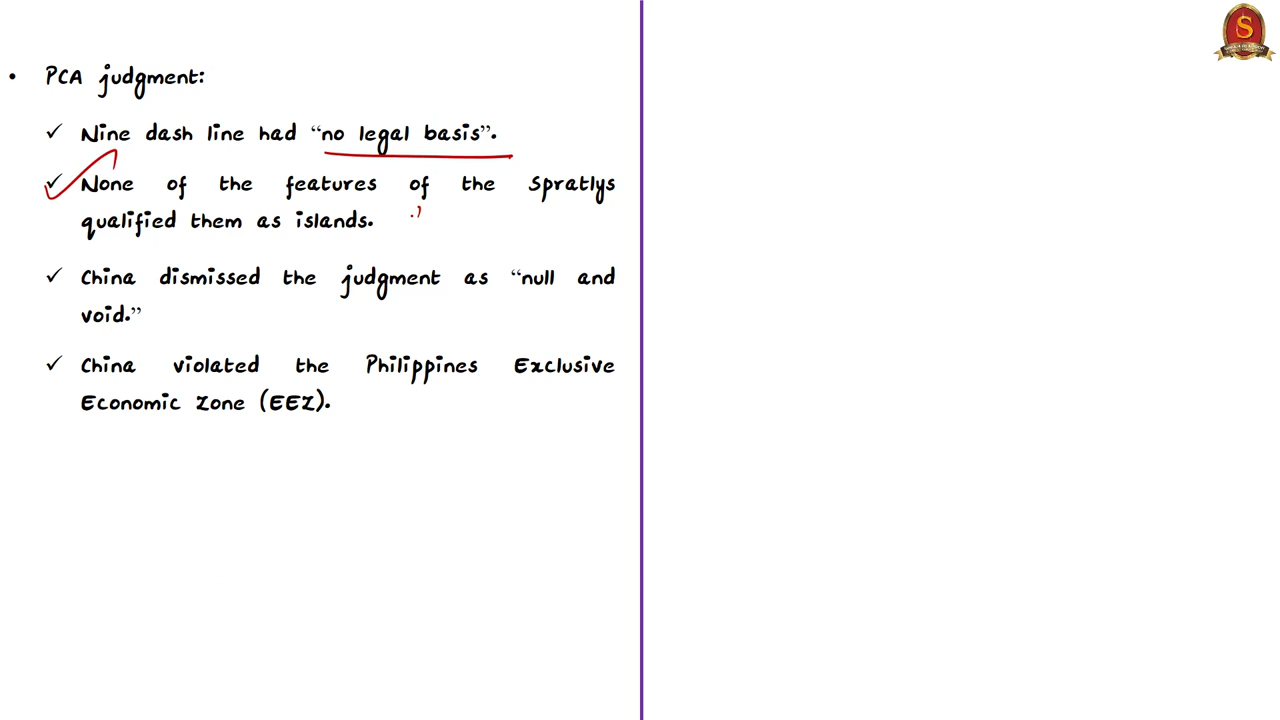 • PCA judgment:
✓ Nine dash line had “no legal basis”.
✓ None of the features of the Spratlys
qualified them as islands.
✓ China dismissed the judgment as “null and
void.”
✓ China violated the Philippines Exclusive
Economic Zone (EEZ).
S